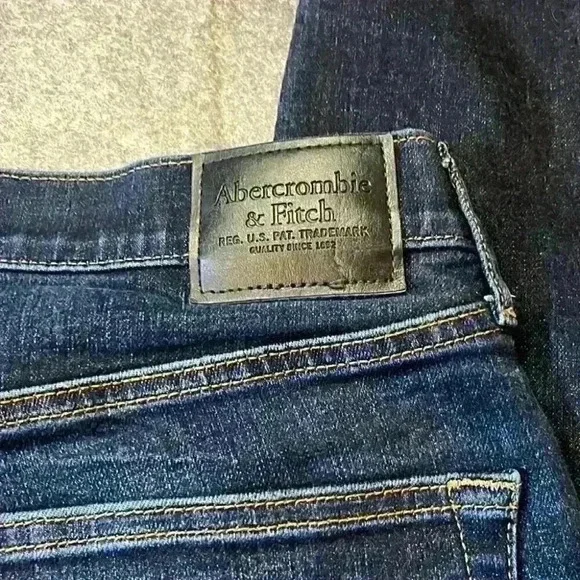 Abercrombie
& Fitch
REG. U.S. PAT. TRADEMARK
QUALITY SINCE 1892